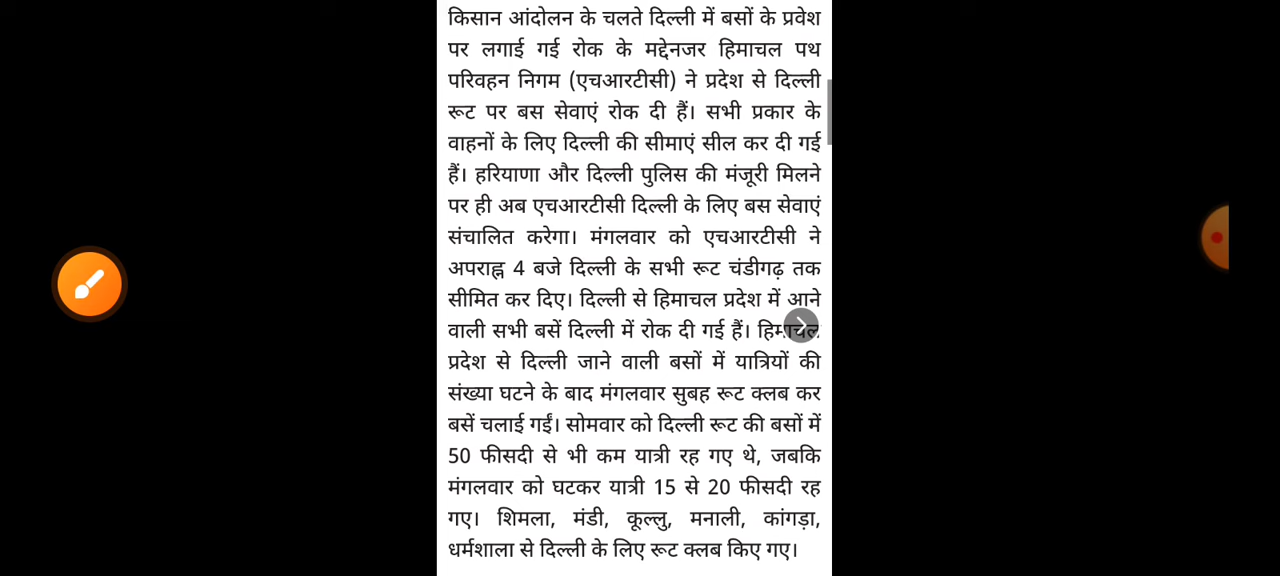 किसान आंदोलन के चलते दिल्ली में बसों के प्रवेश
पर लगाई गई रोक के मद्देनजर हिमाचल पथ
परिवहन निगम (एचआरटीसी) ने प्रदेश से दिल्ली
रूट पर बस सेवाएं रोक दी हैं। सभी प्रकार के
वाहनों के लिए दिल्ली की सीमाएं सील कर दी गई
हैं। हरियाणा और दिल्ली पुलिस की मंजूरी मिलने
पर ही अब एचआरटीसी दिल्ली के लिए बस सेवाएं
संचालित करेगा। मंगलवार को एचआरटीसी ने
अपराह्न 4 बजे दिल्ली के सभी रूट चंडीगढ़ तक
सीमित कर दिए। दिल्ली से हिमाचल प्रदेश में आने
वाली सभी बसें दिल्ली में रोक दी गई हैं। हिमाचल
प्रदेश से दिल्ली जाने वाली बसों में यात्रियों की
संख्या घटने के बाद मंगलवार सुबह रूट क्लब कर
बसें चलाई गईं। सोमवार को दिल्ली रूट की बसों में
50 फीसदी से भी कम यात्री रह गए थे, जबकि
मंगलवार को घटकर यात्री 15 से 20 फीसदी रह
गए। शिमला, मंडी, कूल्लु, मनाली, कांगड़ा,
धर्मशाला से दिल्ली के लिए रूट क्लब किए गए।